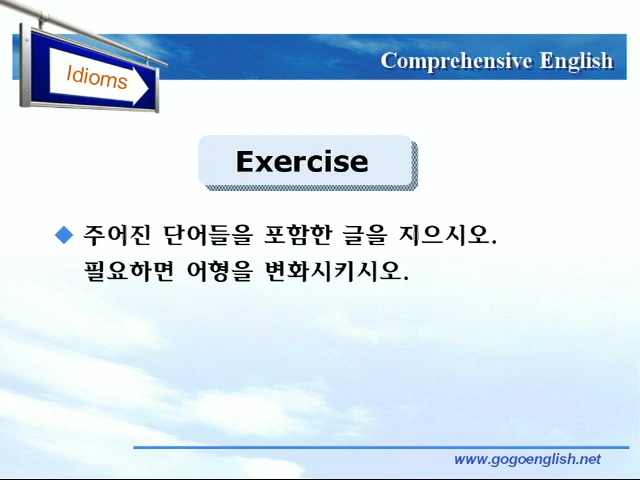 Idioms
Comprehensive English
Exercise
주어진 단어들을 포함한 글을 지으시오.
필요하면 어형을 변화시키시오.
www.gogoenglish.net